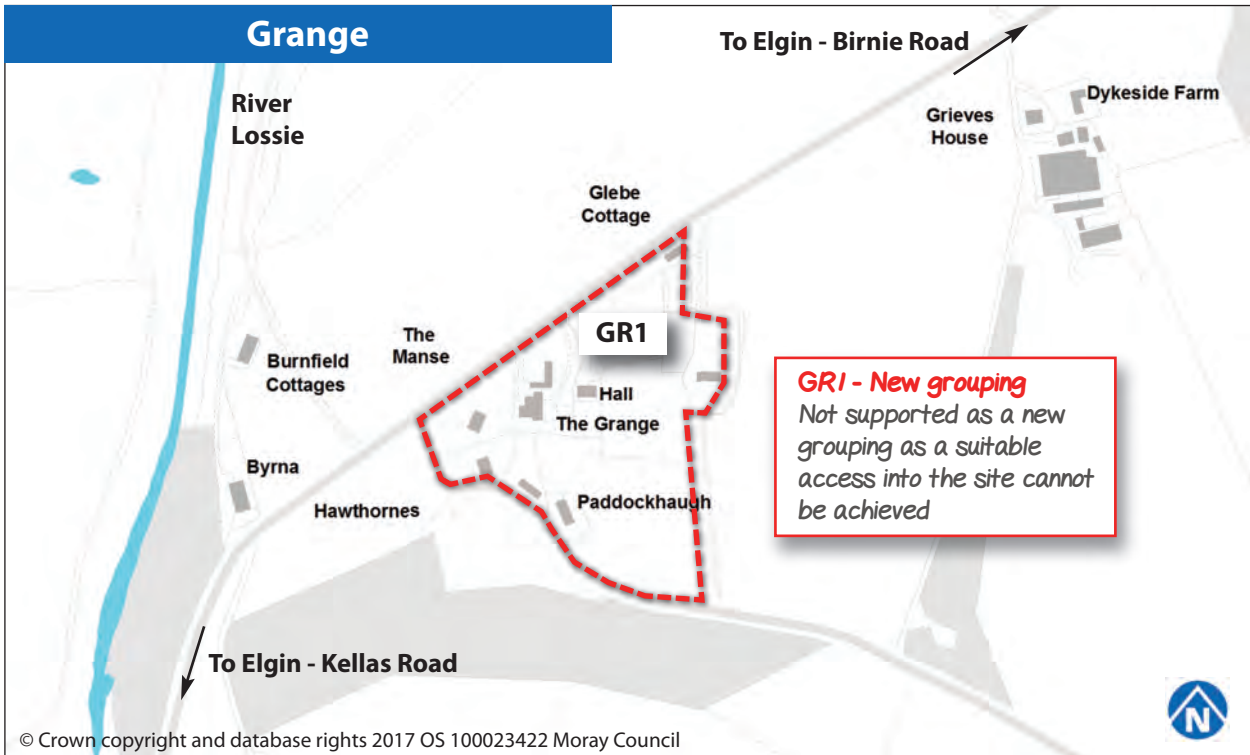 Grange
To Elgin - Birnie Road
River
Lossie
Dykeside Farm
Grieves
House
Glebe
Cottage
GR1
The
Manse
Burnfield
Cottages
Hall
The Grange
Byrna
Hawthornes
Paddockhaugh
GR1 - New grouping
Not supported as a new
grouping as a suitable
access into the site cannot
be achieved
To Elgin - Kellas Road
N
© Crown copyright and database rights 2017 OS 100023422 Moray Council